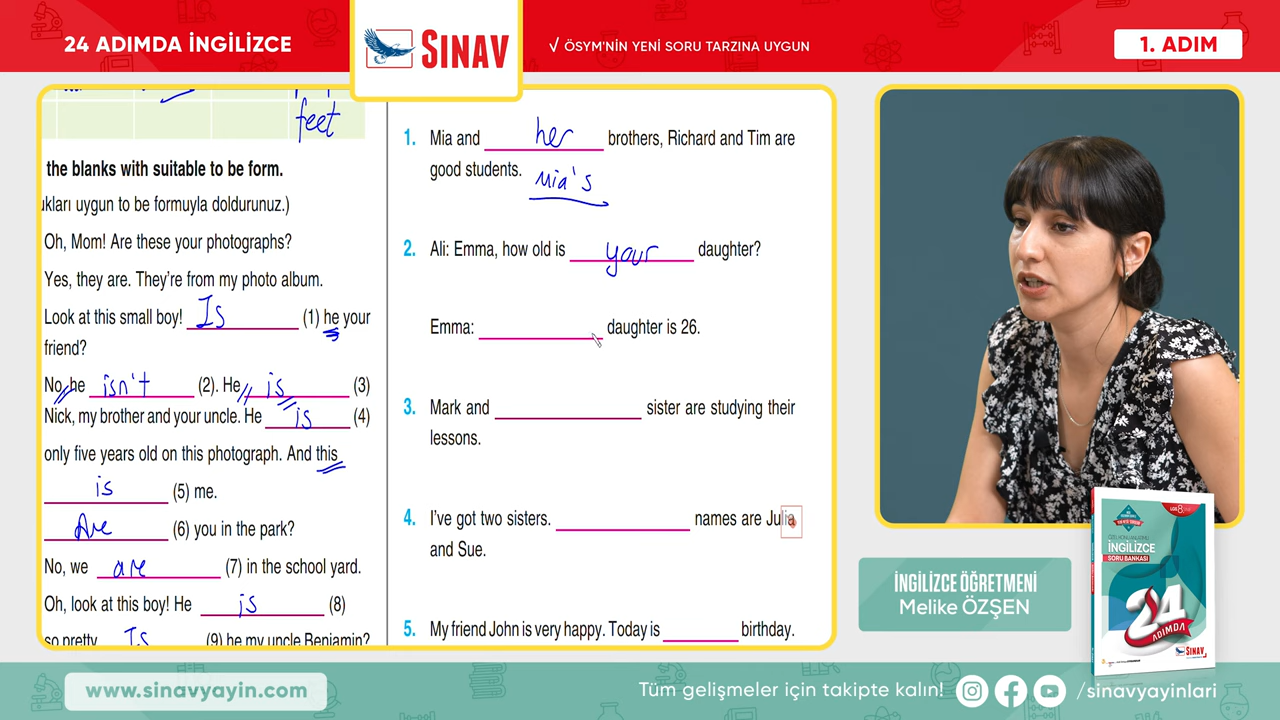 24 ADIMDA İNGİLİZCE
SINAV
√ ÖSYM'NİN YENİ SORU TARZINA UYGUN
1. ADIM
feet
the blanks with suitable to be form.
ukları uygun to be formuyla doldurunuz.)
Oh, Mom! Are these your photographs?
Yes, they are. They're from my photo album.
Look at this small boy! Is (1) he your
friend?
No, he isn't (2). He is (3)
Nick, my brother and your uncle. He is (4)
only five years old on this photograph. And this
is (5) me.
Are (6) you in the park?
No, we are (7) in the school yard.
Oh, look at this boy! He is (8)
so pretty. Is (9) he my uncle Benjamin?
1. Mia and her brothers, Richard and Tim are
good students. Mia's
2. Ali: Emma, how old is your daughter?
Emma: ____ daughter is 26.
3. Mark and ____ sister are studying their
lessons.
4. I've got two sisters. ____ names are Julia
and Sue.
5. My friend John is very happy. Today is ____ birthday.
İNGİLİZCE ÖĞRETMENİ
Melike ÖZŞEN
LGS 8
İNGİLİZCE
SORU BANKASI
24
ADIMDA
SINAV
www.sinavyayin.com
Tüm gelişmeler için takipte kalın!
/sinavyayinlari